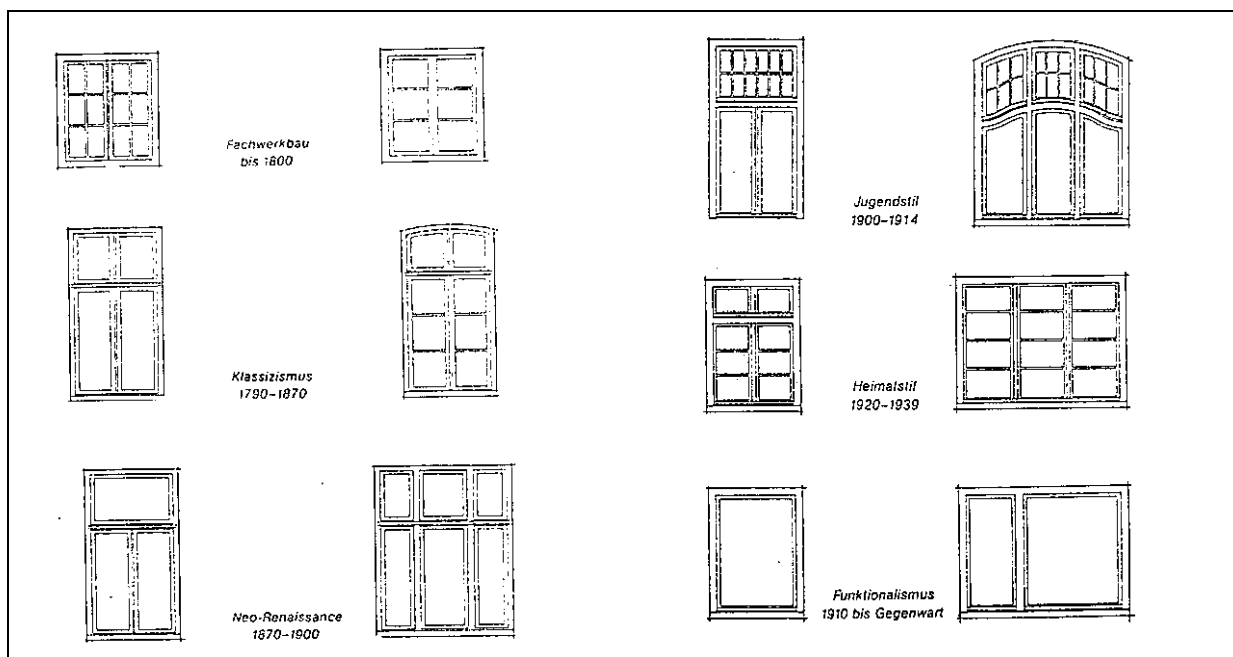 Fachwerkbau
bis 1800
Klassizismus
1790–1870
Neo-Renaissance
1870–1900
Jugendstil
1900–1914
Heimatstil
1920–1939
Funktionalismus
1910 bis Gegenwart